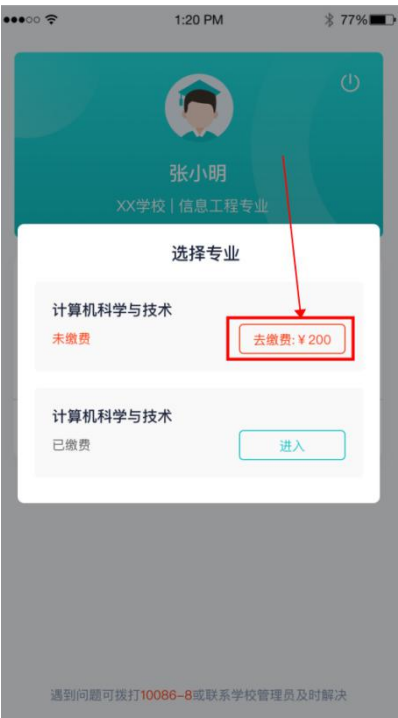 1:20 PM
77%
张小明
XX学校 | 信息工程专业
选择专业
计算机科学与技术
未缴费
去缴费:¥200
计算机科学与技术
已缴费
进入
遇到问题可拨打10086-8或联系学校管理员及时解决